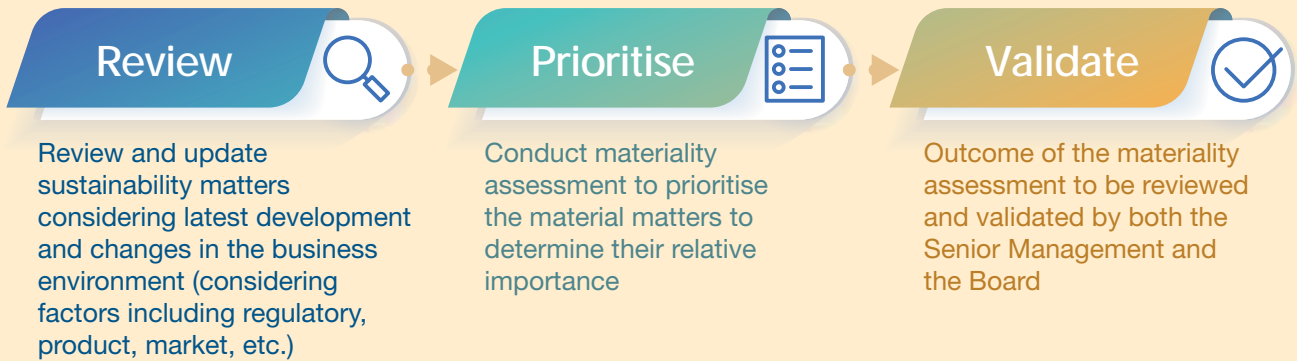 Review
Review and update
sustainability matters
considering latest development
and changes in the business
environment (considering
factors including regulatory,
product, market, etc.)
Prioritise
Conduct materiality
assessment to prioritise
the material matters to
determine their relative
importance
Validate
Outcome of the materiality
assessment to be reviewed
and validated by both the
Senior Management and
the Board